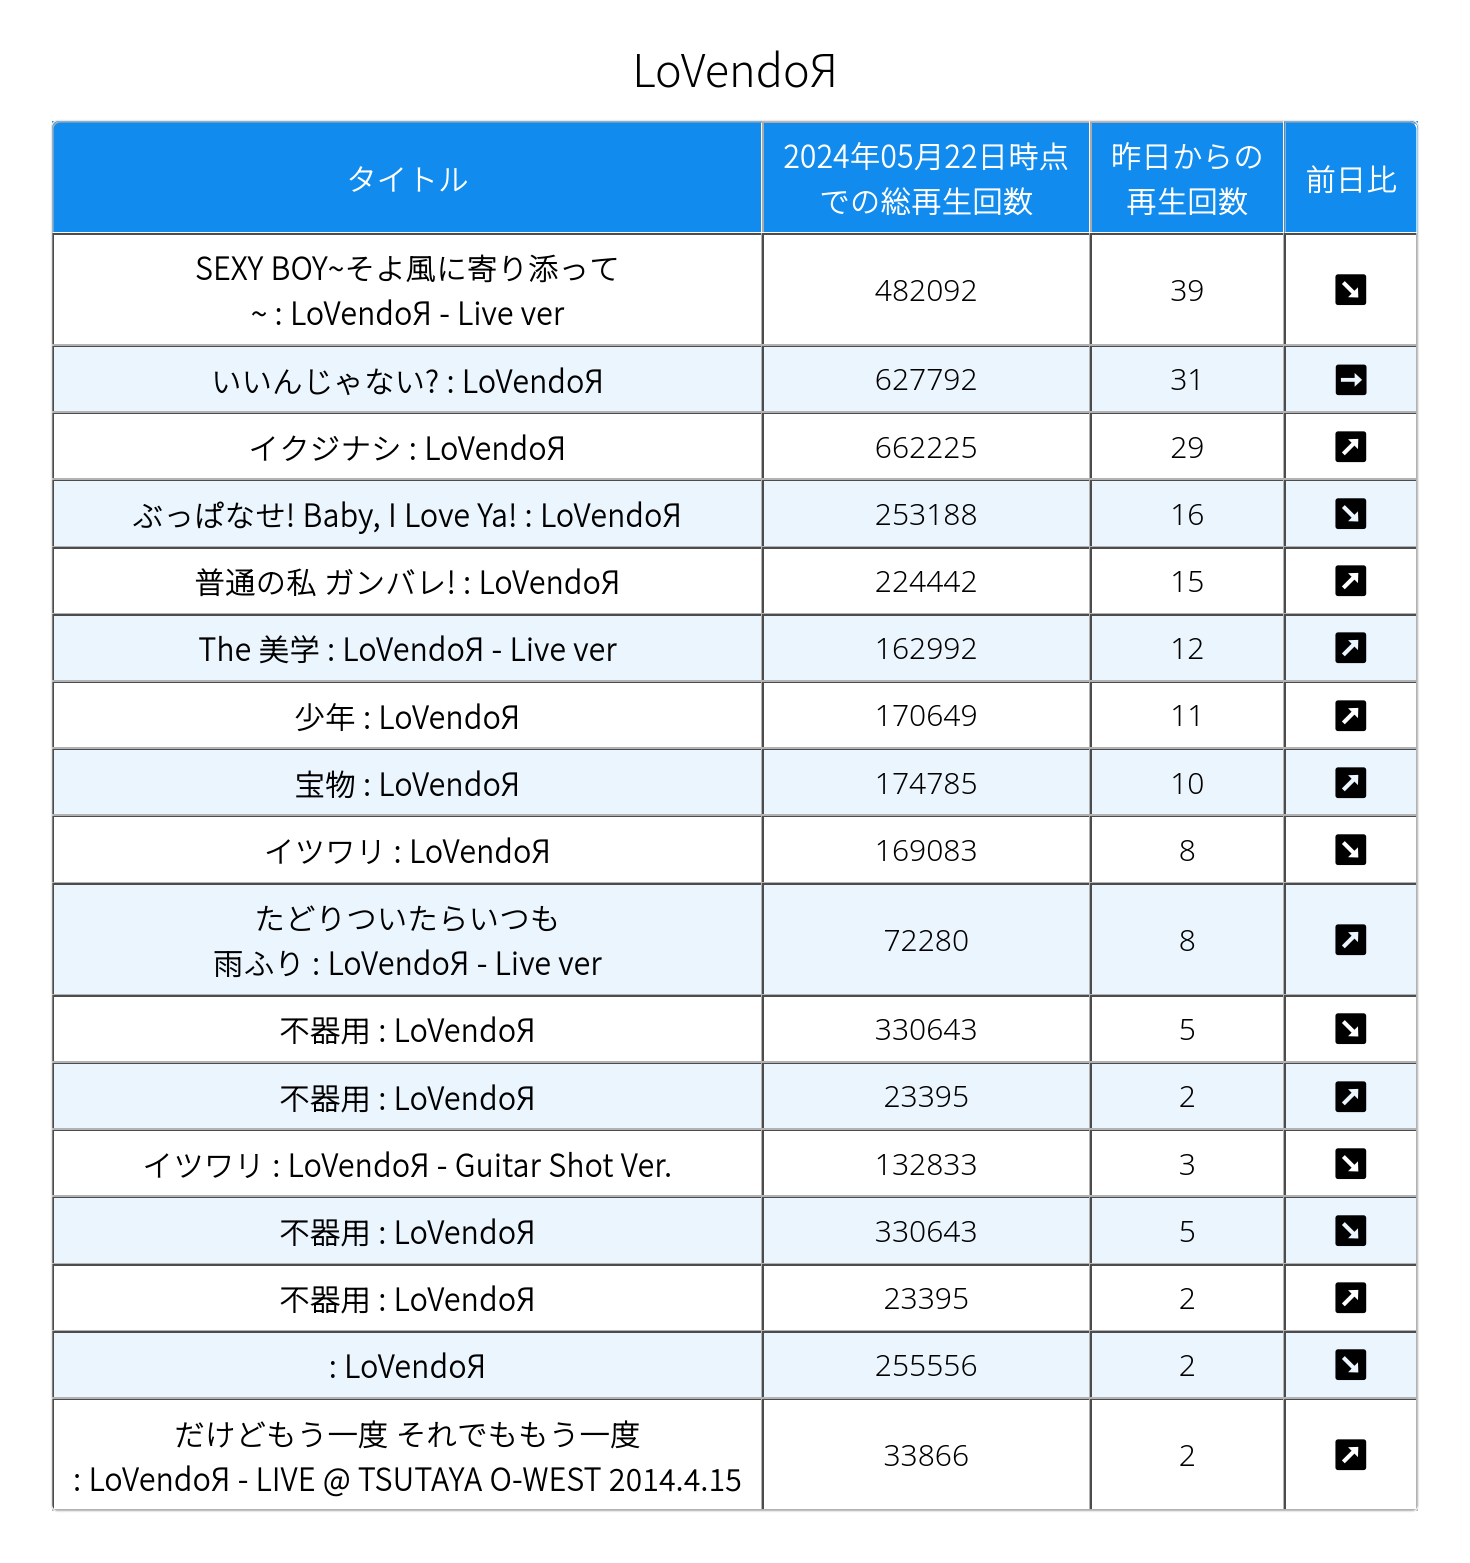 LoVendoЯ
タイトル
2024年05月22日時点
での総再生回数
昨日からの
再生回数
前日比
SEXY BOY~そよ風に寄り添って
~ : LoVendoЯ - Live ver
482092
39
いいんじゃない? : LoVendoЯ
627792
31
イクジナシ : LoVendoЯ
662225
29
ぶっぱなせ! Baby, I Love Ya! : LoVendoЯ
253188
16
普通の私 ガンバレ! : LoVendoЯ
224442
15
The 美学 : LoVendoЯ - Live ver
162992
12
少年 : LoVendoЯ
170649
11
宝物 : LoVendoЯ
174785
10
イツワリ : LoVendoЯ
169083
8
たどりついたらいつも
雨ふり : LoVendoЯ - Live ver
72280
8
不器用 : LoVendoЯ
330643
5
不器用 : LoVendoЯ
23395
2
イツワリ : LoVendoЯ - Guitar Shot Ver.
132833
3
不器用 : LoVendoЯ
330643
5
不器用 : LoVendoЯ
23395
2
: LoVendoЯ
255556
2
だけどもう一度 それでももう一度
: LoVendoЯ - LIVE @ TSUTAYA O-WEST 2014.4.15
33866
2